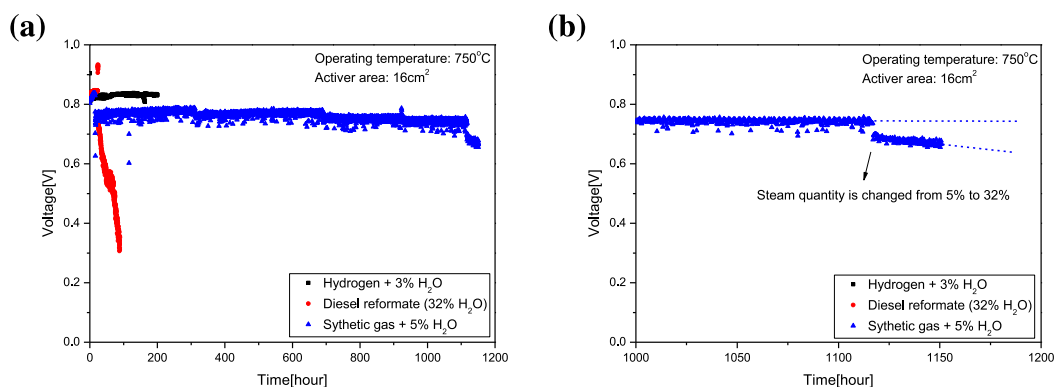 (a)
1.0
0.8
0.6
0.4
0.2
0.0
Voltage[V]
Operating temperature: 750°C
Activer area: 16cm²
Hydrogen + 3% H₂O
Diesel reformate (32% H₂O)
Sythetic gas + 5% H₂O
0 200 400 600 800 1000 1200
Time[hour]
(b)
1.0
0.8
0.6
0.4
0.2
0.0
Voltage[V]
Operating temperature: 750°C
Activer area: 16cm²
Steam quantity is changed from 5% to 32%
Hydrogen + 3% H₂O
Diesel reformate (32% H₂O)
Sythetic gas + 5% H₂O
1000 1050 1100 1150 1200
Time[hour]